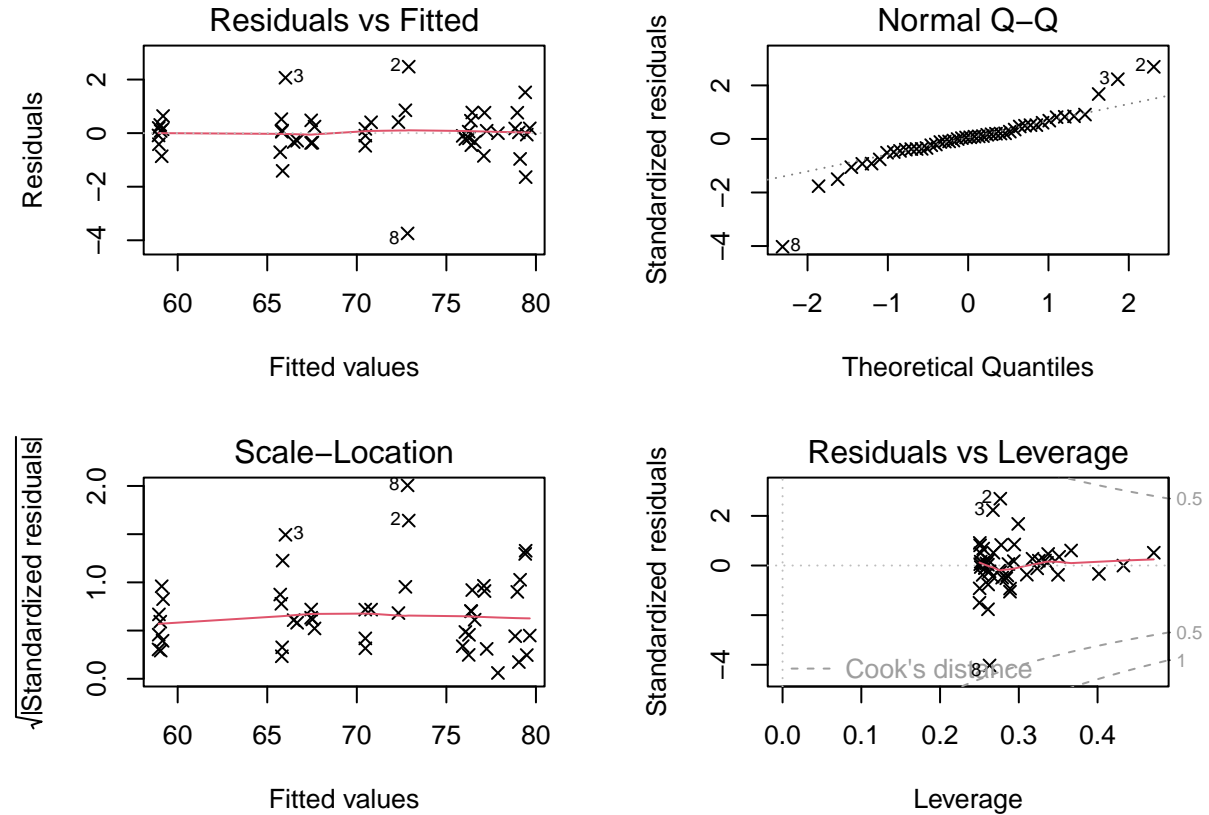 Residuals vs Fitted
Residuals
2
0
−2
−4
3
2
8
60 65 70 75 80
Fitted values
Normal Q−Q
Standardized residuals
2
0
−2
−4
3
2
8
−2 −1 0 1 2
Theoretical Quantiles
Scale−Location
√|Standardized residuals|
2.0
1.0
0.0
8
2
3
60 65 70 75 80
Fitted values
Residuals vs Leverage
Standardized residuals
2
0
−2
−4
2
3
8
Cook's distance
0.5
0.5
1
0.0 0.1 0.2 0.3 0.4
Leverage